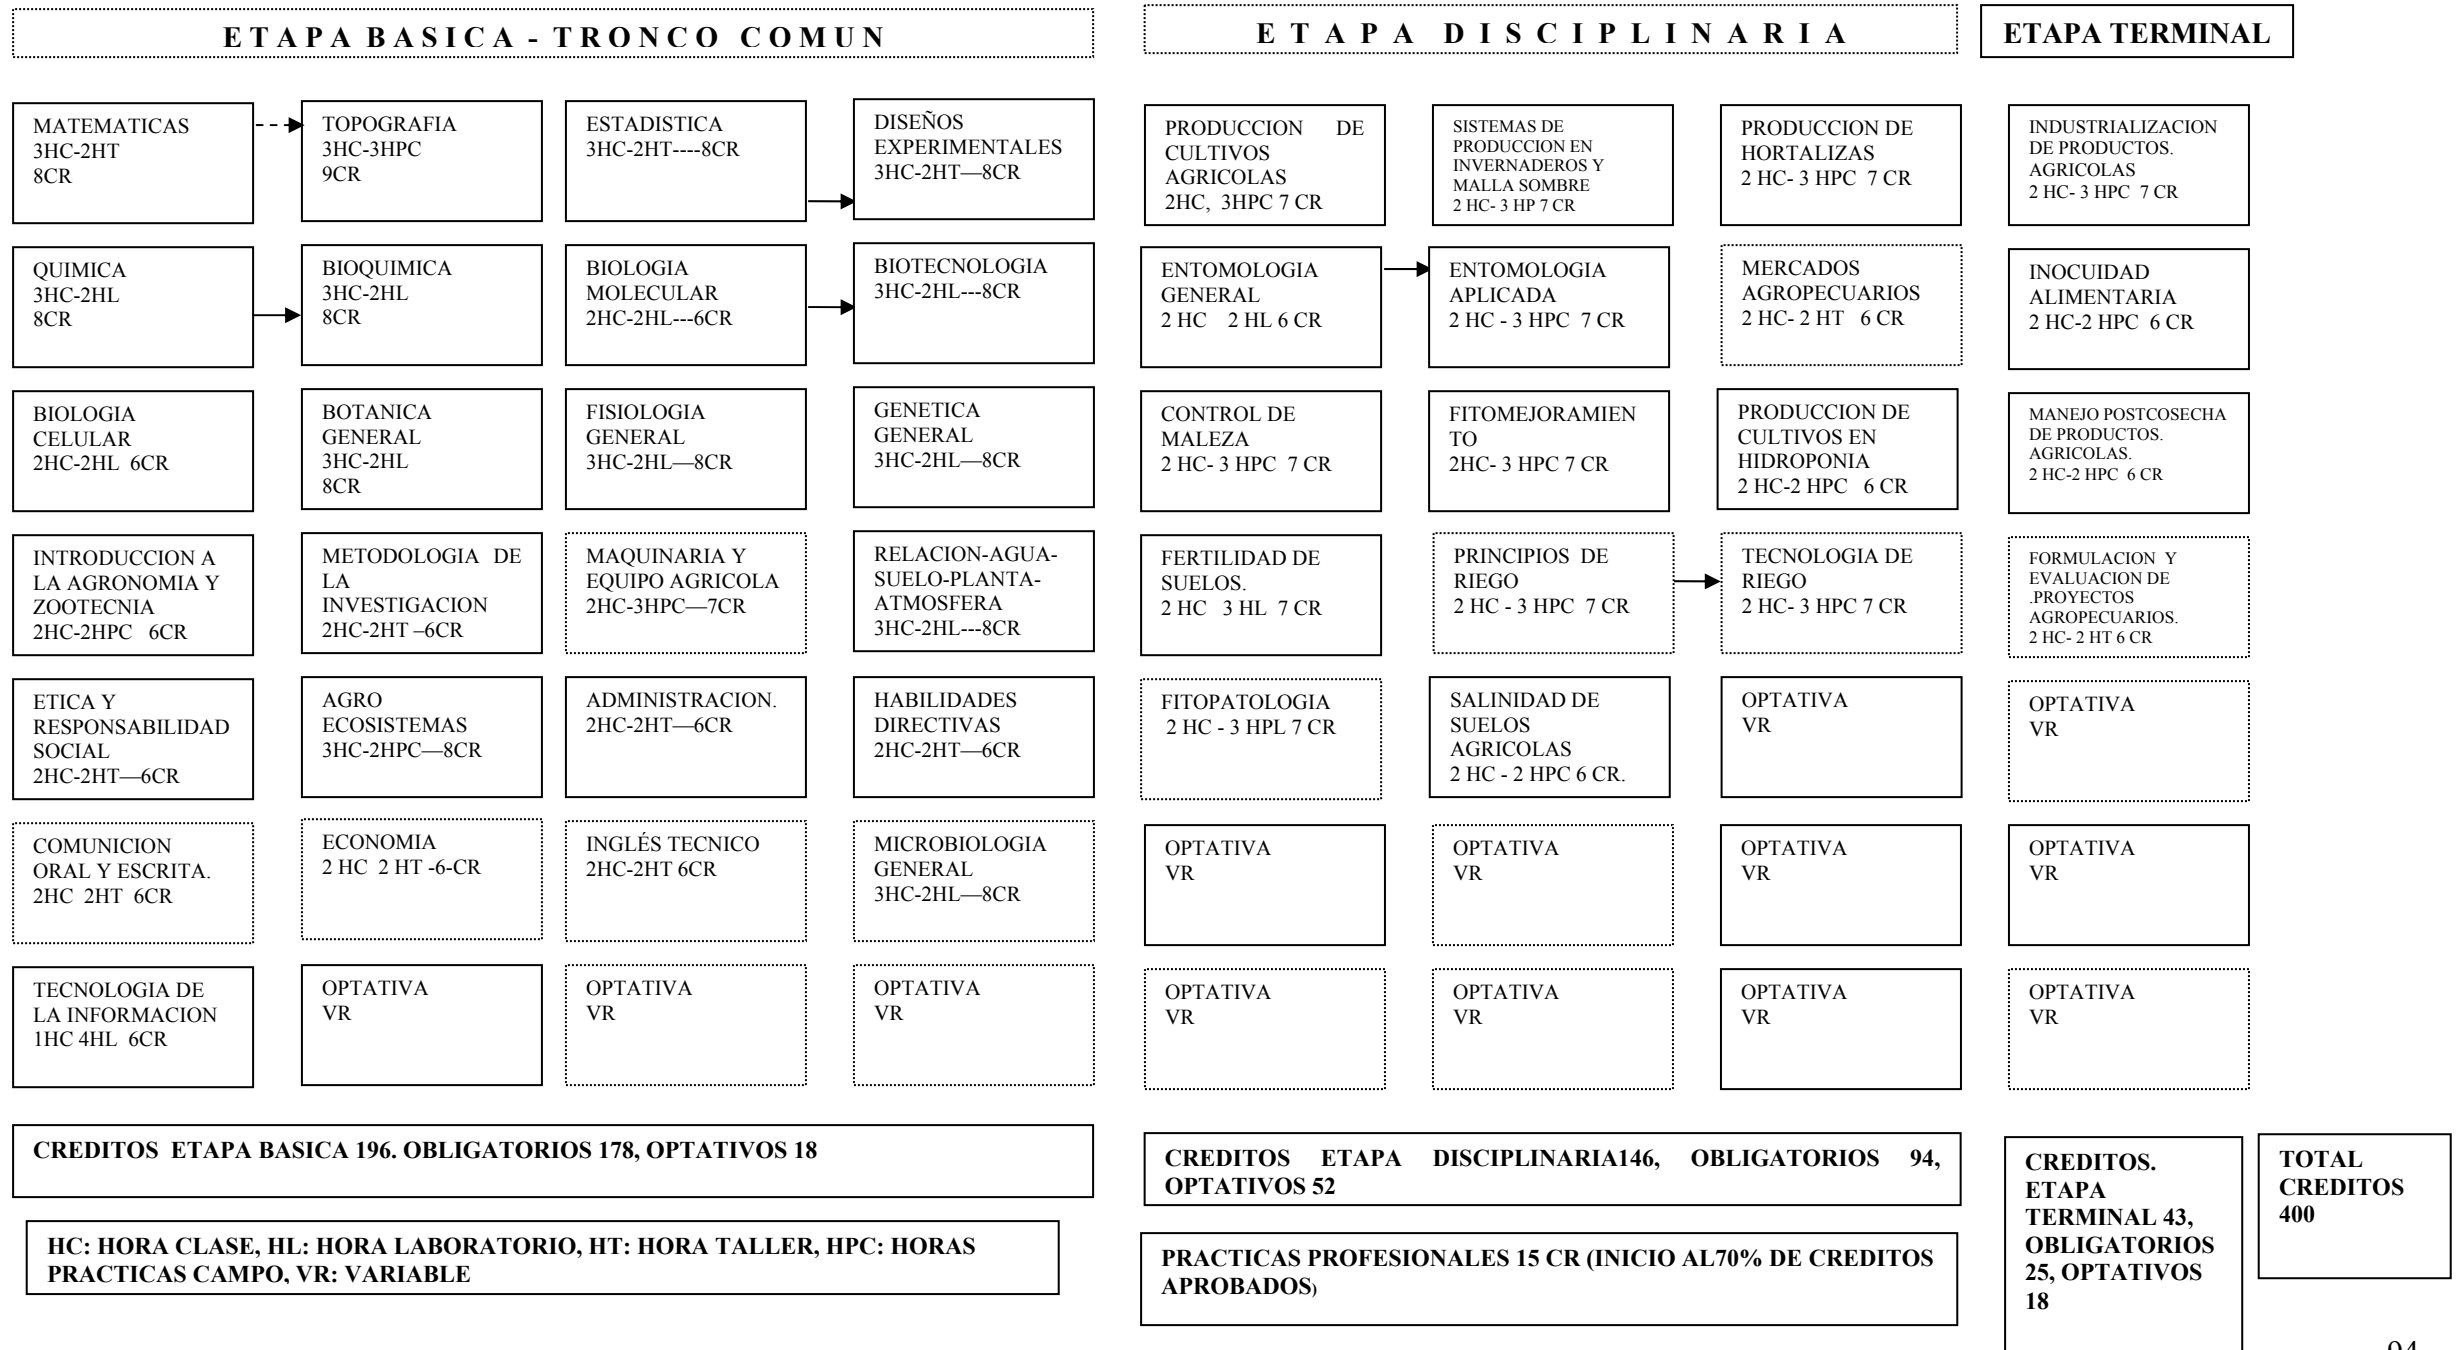 ETAPA BASICA - TRONCO COMUN
ETAPA DISCIPLINARIA
ETAPA TERMINAL
MATEMATICAS
3HC-2HT
8CR
TOPOGRAFIA
3HC-3HPC
9CR
ESTADISTICA
3HC-2HT----8CR
DISEÑOS
EXPERIMENTALES
3HC-2HT—8CR
PRODUCCION DE
CULTIVOS
AGRICOLAS
2HC, 3HPC 7 CR
SISTEMAS DE
PRODUCCION EN
INVERNADEROS Y
MALLA SOMBRE
2 HC- 3 HP 7 CR
PRODUCCION DE
HORTALIZAS
2 HC- 3 HPC 7 CR
INDUSTRIALIZACION
DE PRODUCTOS.
AGRICOLAS
2 HC- 3 HPC 7 CR
QUIMICA
3HC-2HL
8CR
BIOQUIMICA
3HC-2HL
8CR
BIOLOGIA
MOLECULAR
2HC-2HL---6CR
BIOTECNOLOGIA
3HC-2HL---8CR
ENTOMOLOGIA
GENERAL
2 HC 2 HL 6 CR
ENTOMOLOGIA
APLICADA
2 HC - 3 HPC 7 CR
MERCADOS
AGROPECUARIOS
2 HC- 2 HT 6 CR
INOCUIDAD
ALIMENTARIA
2 HC-2 HPC 6 CR
BIOLOGIA
CELULAR
2HC-2HL 6CR
BOTANICA
GENERAL
3HC-2HL
8CR
FISIOLOGIA
GENERAL
3HC-2HL—8CR
GENETICA
GENERAL
3HC-2HL—8CR
CONTROL DE
MALEZA
2 HC- 3 HPC 7 CR
FITOMEJORAMIEN
TO
2HC- 3 HPC 7 CR
PRODUCCION DE
CULTIVOS EN
HIDROPONIA
2 HC-2 HPC 6 CR
MANEJO POSTCOSECHA
DE PRODUCTOS.
AGRICOLAS.
2 HC-2 HPC 6 CR
INTRODUCCION A
LA AGRONOMIA Y
ZOOTECNIA
2HC-2HPC 6CR
METODOLOGIA DE
LA
INVESTIGACION
2HC-2HT –6CR
MAQUINARIA Y
EQUIPO AGRICOLA
2HC-3HPC—7CR
RELACION-AGUA-
SUELO-PLANTA-
ATMOSFERA
3HC-2HL---8CR
FERTILIDAD DE
SUELOS.
2 HC 3 HL 7 CR
PRINCIPIOS DE
RIEGO
2 HC - 3 HPC 7 CR
TECNOLOGIA DE
RIEGO
2 HC- 3 HPC 7 CR
FORMULACION Y
EVALUACION DE
.PROYECTOS
AGROPECUARIOS.
2 HC- 2 HT 6 CR
ETICA Y
RESPONSABILIDAD
SOCIAL
2HC-2HT—6CR
AGRO
ECOSISTEMAS
3HC-2HPC—8CR
ADMINISTRACION.
2HC-2HT—6CR
HABILIDADES
DIRECTIVAS
2HC-2HT—6CR
FITOPATOLOGIA
2 HC - 3 HPL 7 CR
SALINIDAD DE
SUELOS
AGRICOLAS
2 HC - 2 HPC 6 CR.
OPTATIVA
VR
OPTATIVA
VR
COMUNICION
ORAL Y ESCRITA.
2HC 2HT 6CR
ECONOMIA
2 HC 2 HT -6-CR
INGLÉS TECNICO
2HC-2HT 6CR
MICROBIOLOGIA
GENERAL
3HC-2HL—8CR
OPTATIVA
VR
OPTATIVA
VR
OPTATIVA
VR
OPTATIVA
VR
TECNOLOGIA DE
LA INFORMACION
1HC 4HL 6CR
OPTATIVA
VR
OPTATIVA
VR
OPTATIVA
VR
OPTATIVA
VR
OPTATIVA
VR
OPTATIVA
VR
OPTATIVA
VR
CREDITOS ETAPA BASICA 196. OBLIGATORIOS 178, OPTATIVOS 18
CREDITOS ETAPA DISCIPLINARIA146, OBLIGATORIOS 94,
OPTATIVOS 52
CREDITOS.
ETAPA
TERMINAL 43,
OBLIGATORIOS
25, OPTATIVOS
18
TOTAL
CREDITOS
400
HC: HORA CLASE, HL: HORA LABORATORIO, HT: HORA TALLER, HPC: HORAS
PRACTICAS CAMPO, VR: VARIABLE
PRACTICAS PROFESIONALES 15 CR (INICIO AL70% DE CREDITOS
APROBADOS)